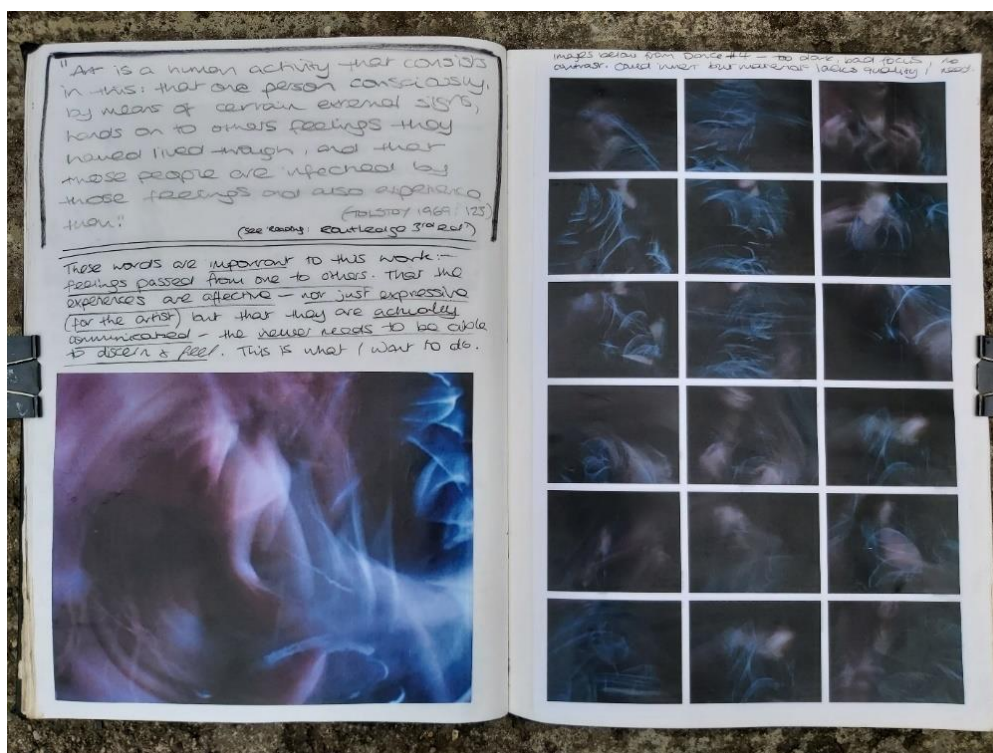 "Art is a human activity that consists
in this: that one person consciously,
by means of certain external signs,
hands on to others feelings they
haved lived through, and that
these people are infected by
those feelings and also experience
them."
(TOLSTOY 1969: 123)
(see reading: Routledge 3rd ed)
These words are important to this work:-
feelings passed from one to others. That the
experiences are affective - not just expressive
(for the artist) but that they are actually
communicated - the viewer needs to be able
to discern & feel. This is what I want to do.
Images below from Dance #4 - too dark, bad focus, no
contrast. Could invert but material lacks quality I need.